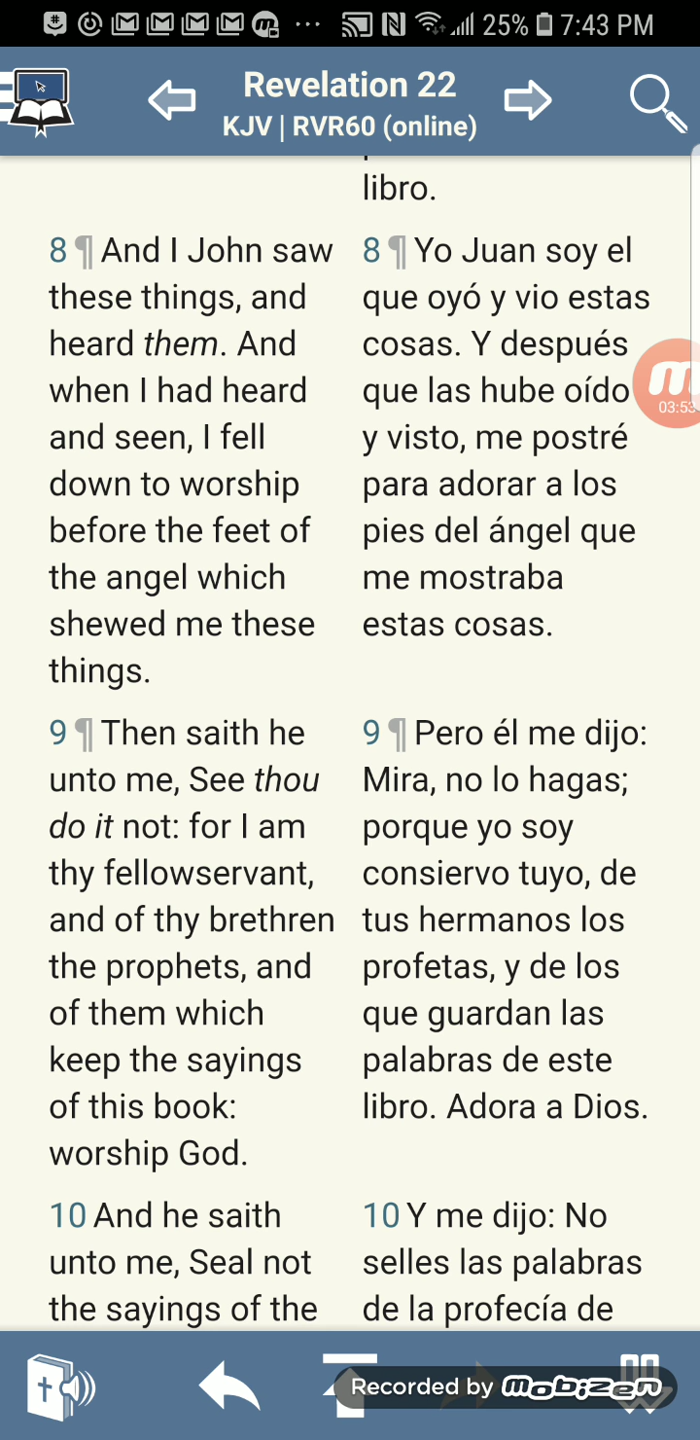 25% 7:43 PM
Revelation 22
KJV | RVR60 (online)
libro.
8 ¶ And I John saw
these things, and
heard them. And
when I had heard
and seen, I fell
down to worship
before the feet of
the angel which
shewed me these
things.
8 ¶ Yo Juan soy el
que oyó y vio estas
cosas. Y después
que las hube oído
y visto, me postré
para adorar a los
pies del ángel que
me mostraba
estas cosas.
03:53
9 ¶ Then saith he
unto me, See thou
do it not: for I am
thy fellowservant,
and of thy brethren
the prophets, and
of them which
keep the sayings
of this book:
worship God.
9 ¶ Pero él me dijo:
Mira, no lo hagas;
porque yo soy
consiervo tuyo, de
tus hermanos los
profetas, y de los
que guardan las
palabras de este
libro. Adora a Dios.
10 And he saith
unto me, Seal not
the sayings of the
10 Y me dijo: No
selles las palabras
de la profecía de
Recorded by mobizen